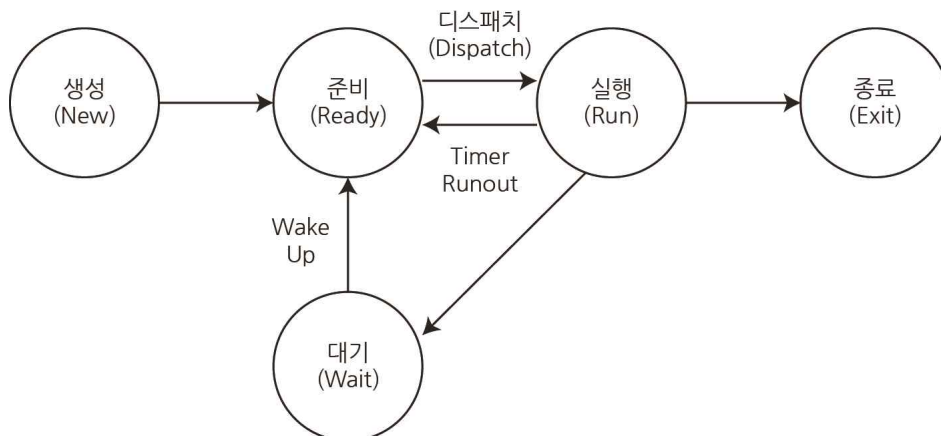 디스패치
(Dispatch)
생성
(New)
준비
(Ready)
실행
(Run)
종료
(Exit)
Timer
Runout
Wake
Up
대기
(Wait)